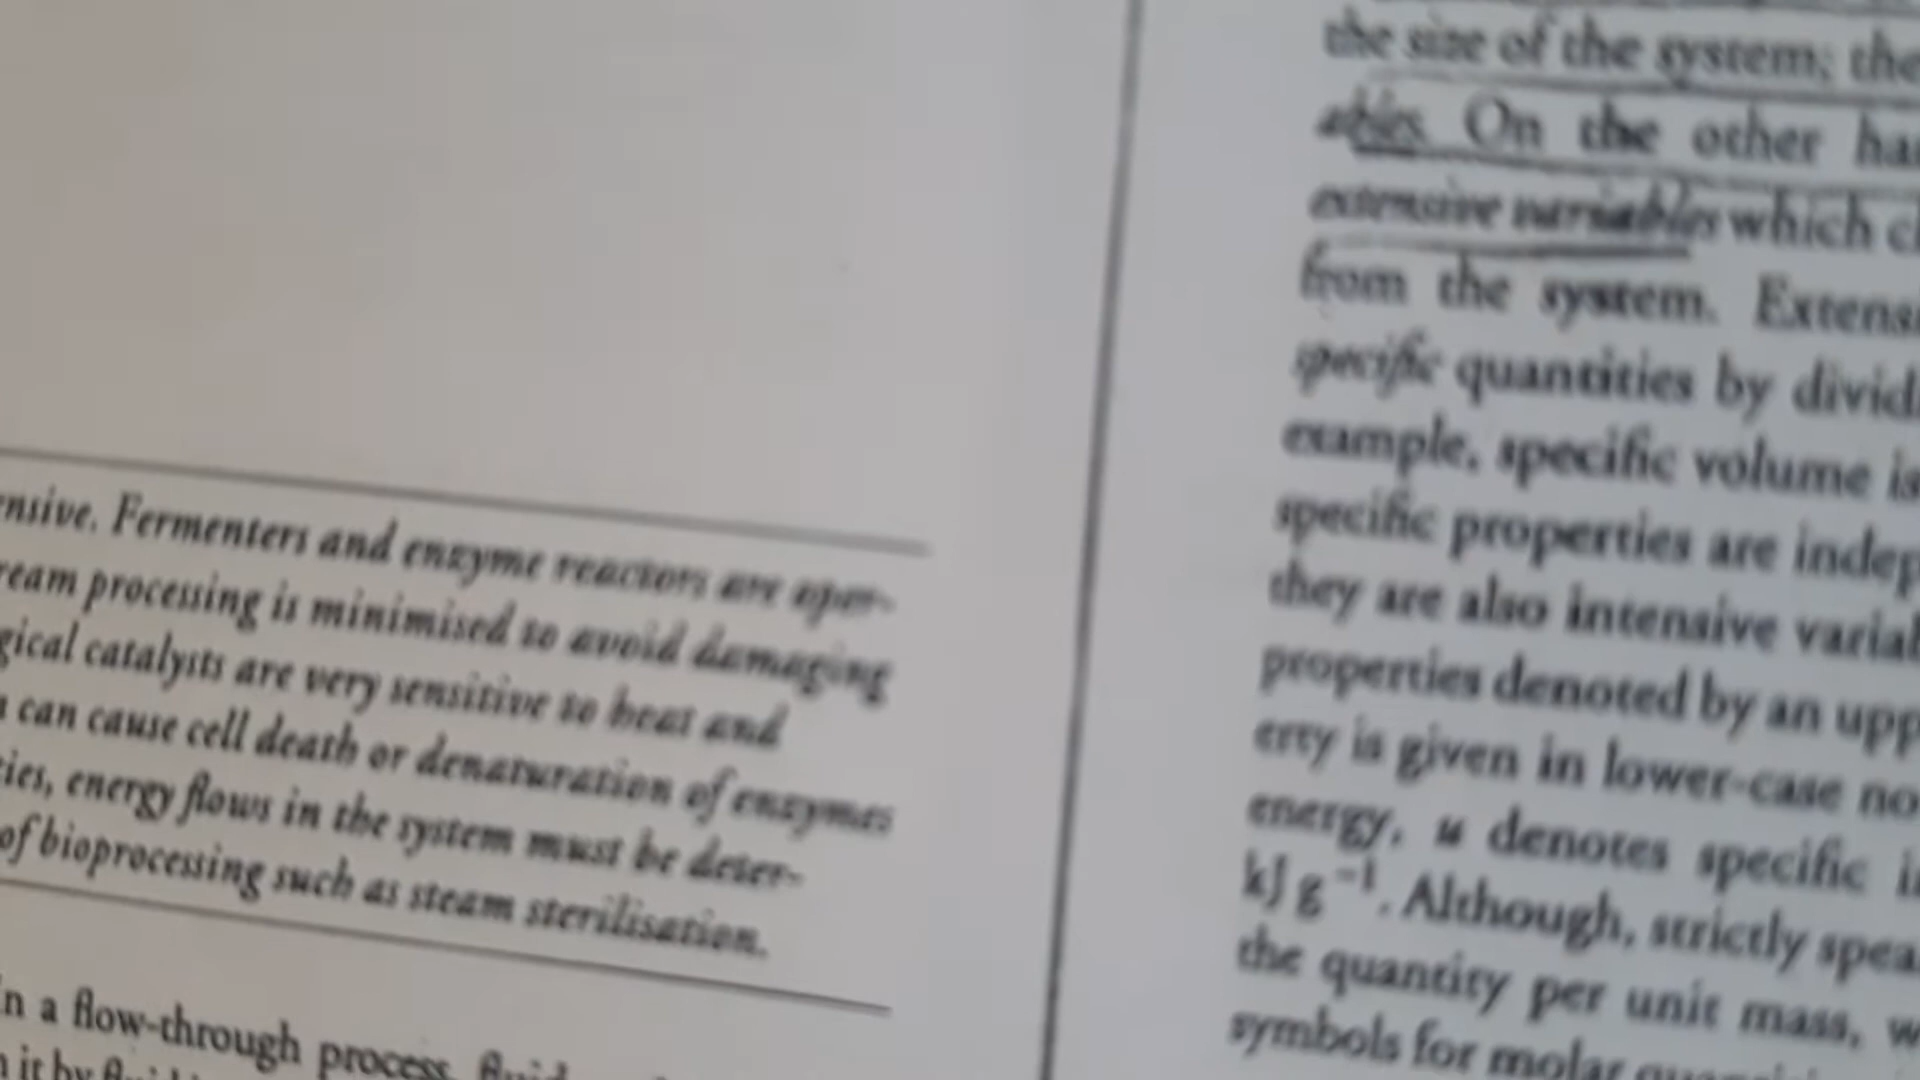 ensive. Fermenters and enzyme reactors are oper-
ream processing is minimised to avoid damaging
gical catalysts are very sensitive to heat and
can cause cell death or denaturation of enzymes
ies, energy flows in the system must be deter-
of bioprocessing such as steam sterilisation.
In a flow-through process, fluid
it by
the size of the system; the
ables. On the other ha
extensive variables which c
from the system. Extens
specific quantities by divid
example, specific volume is
specific properties are indep
they are also intensive varia
properties denoted by an upp
erty is given in lower-case no
energy, u denotes specific i
kJ g⁻¹. Although, strictly spea
the quantity per unit mass, w
symbols for molar